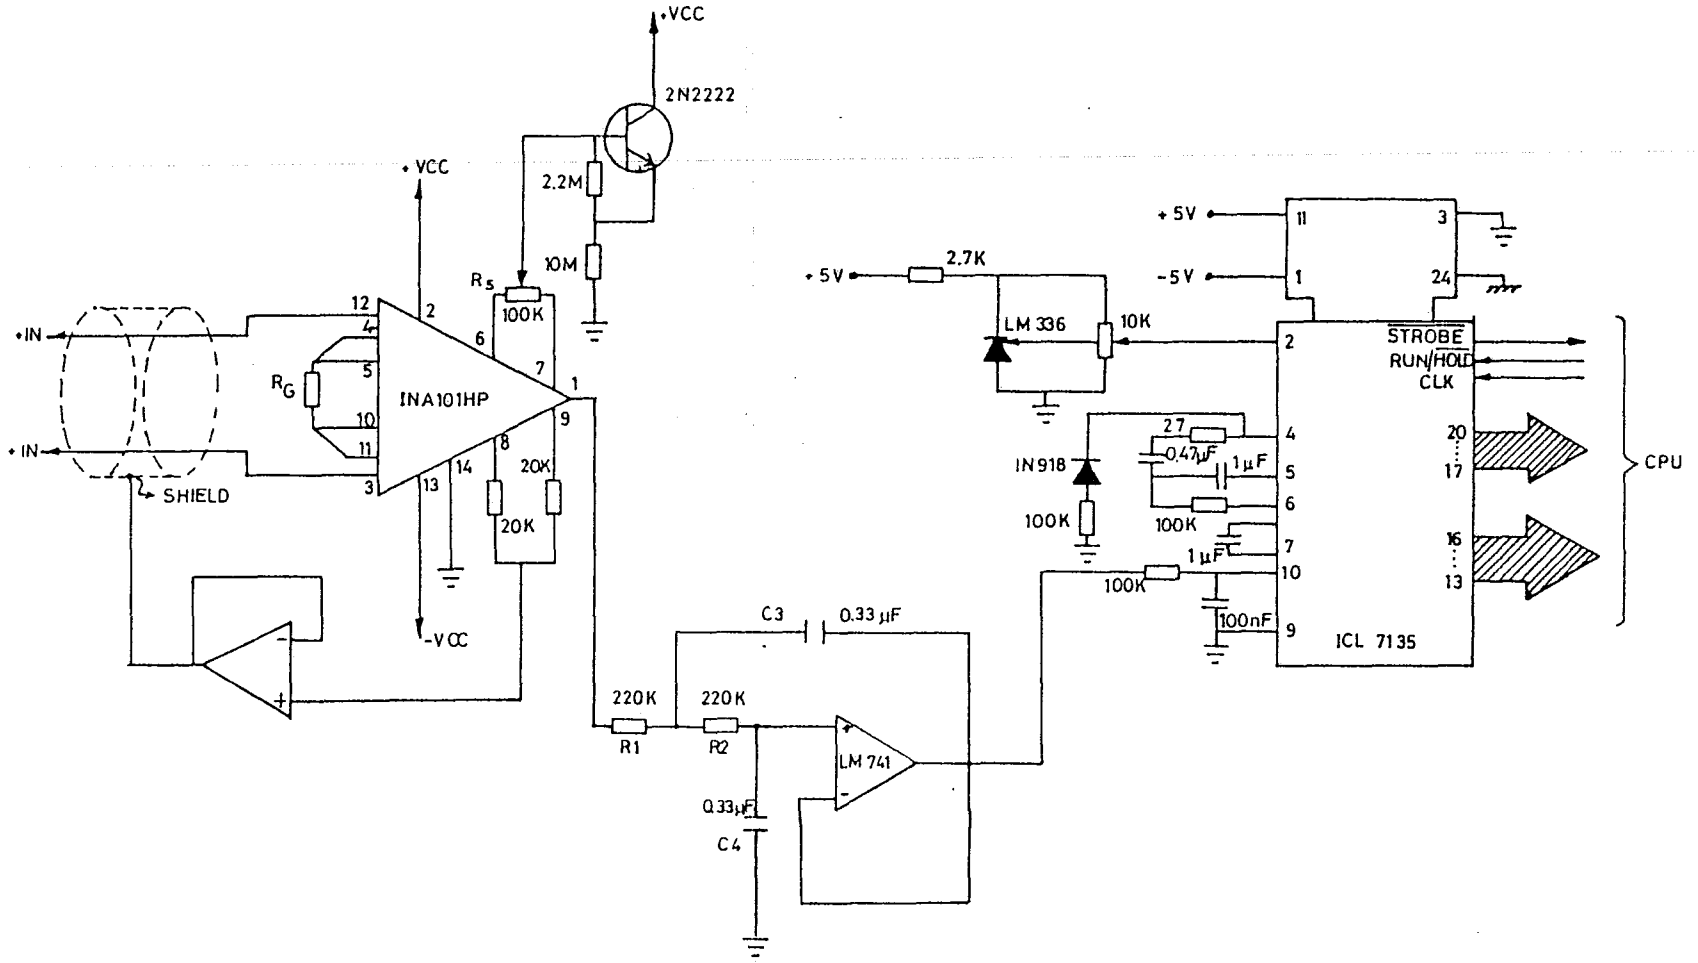 +VCC
2N2222
+VCC
2.2M
10M
Rs
100K
12
4
2
+IN
5
6
7
1
RG
INA101HP
10
11
8
9
+IN
3
13
14
20K
SHIELD
20K
-VCC
-
+
C3
0.33 µF
220K
220K
R1
R2
+
LM 741
-
0.33µF
C4
+5V
11
3
-5V
1
24
2.7K
+5V
LM 336
10K
2
STROBE
RUN/HOLD
CLK
27
4
20
0.47µF
1µF
IN918
5
17
CPU
100K
100K
6
1µF
7
16
100K
10
13
100nF
9
ICL 7135